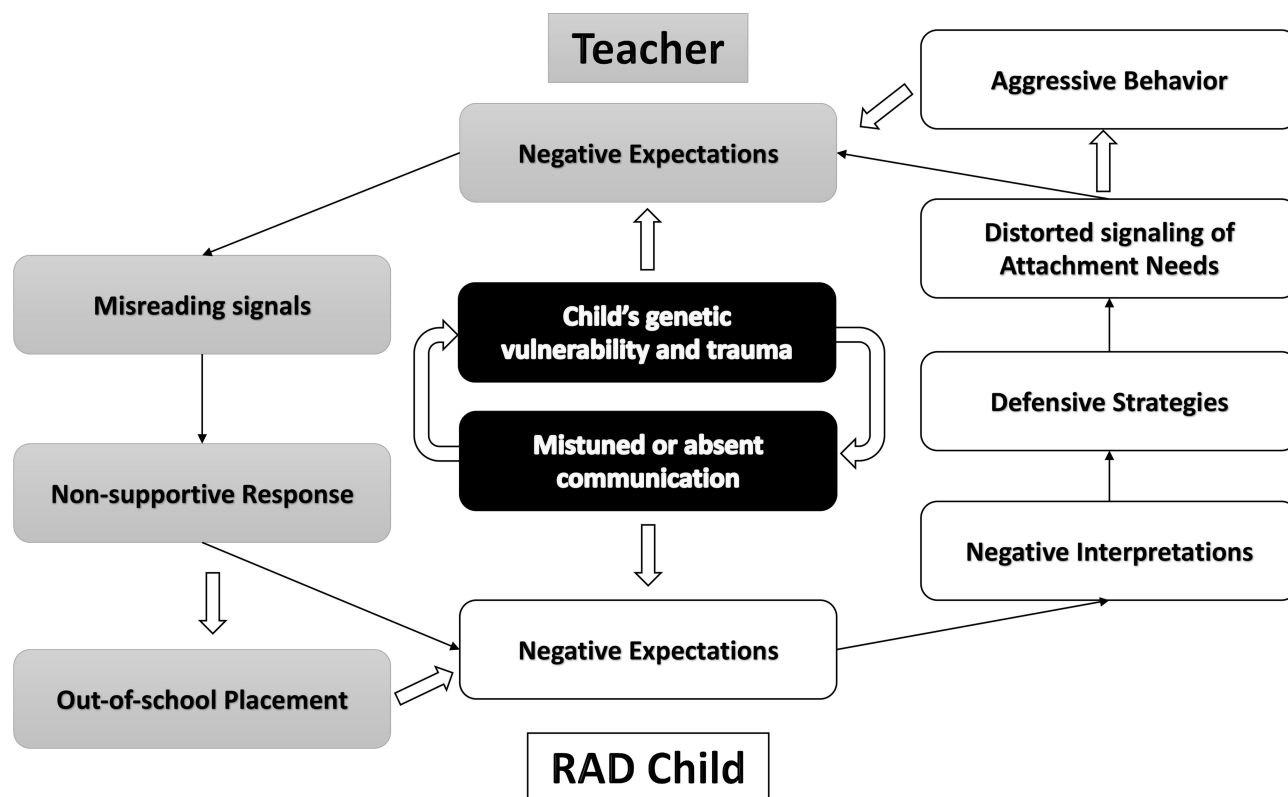 Teacher
Aggressive Behavior
Negative Expectations
Distorted signaling of
Attachment Needs
Misreading signals
Child's genetic
vulnerability and trauma
Defensive Strategies
Mistuned or absent
communication
Non-supportive Response
Negative Interpretations
Negative Expectations
Out-of-school Placement
RAD Child